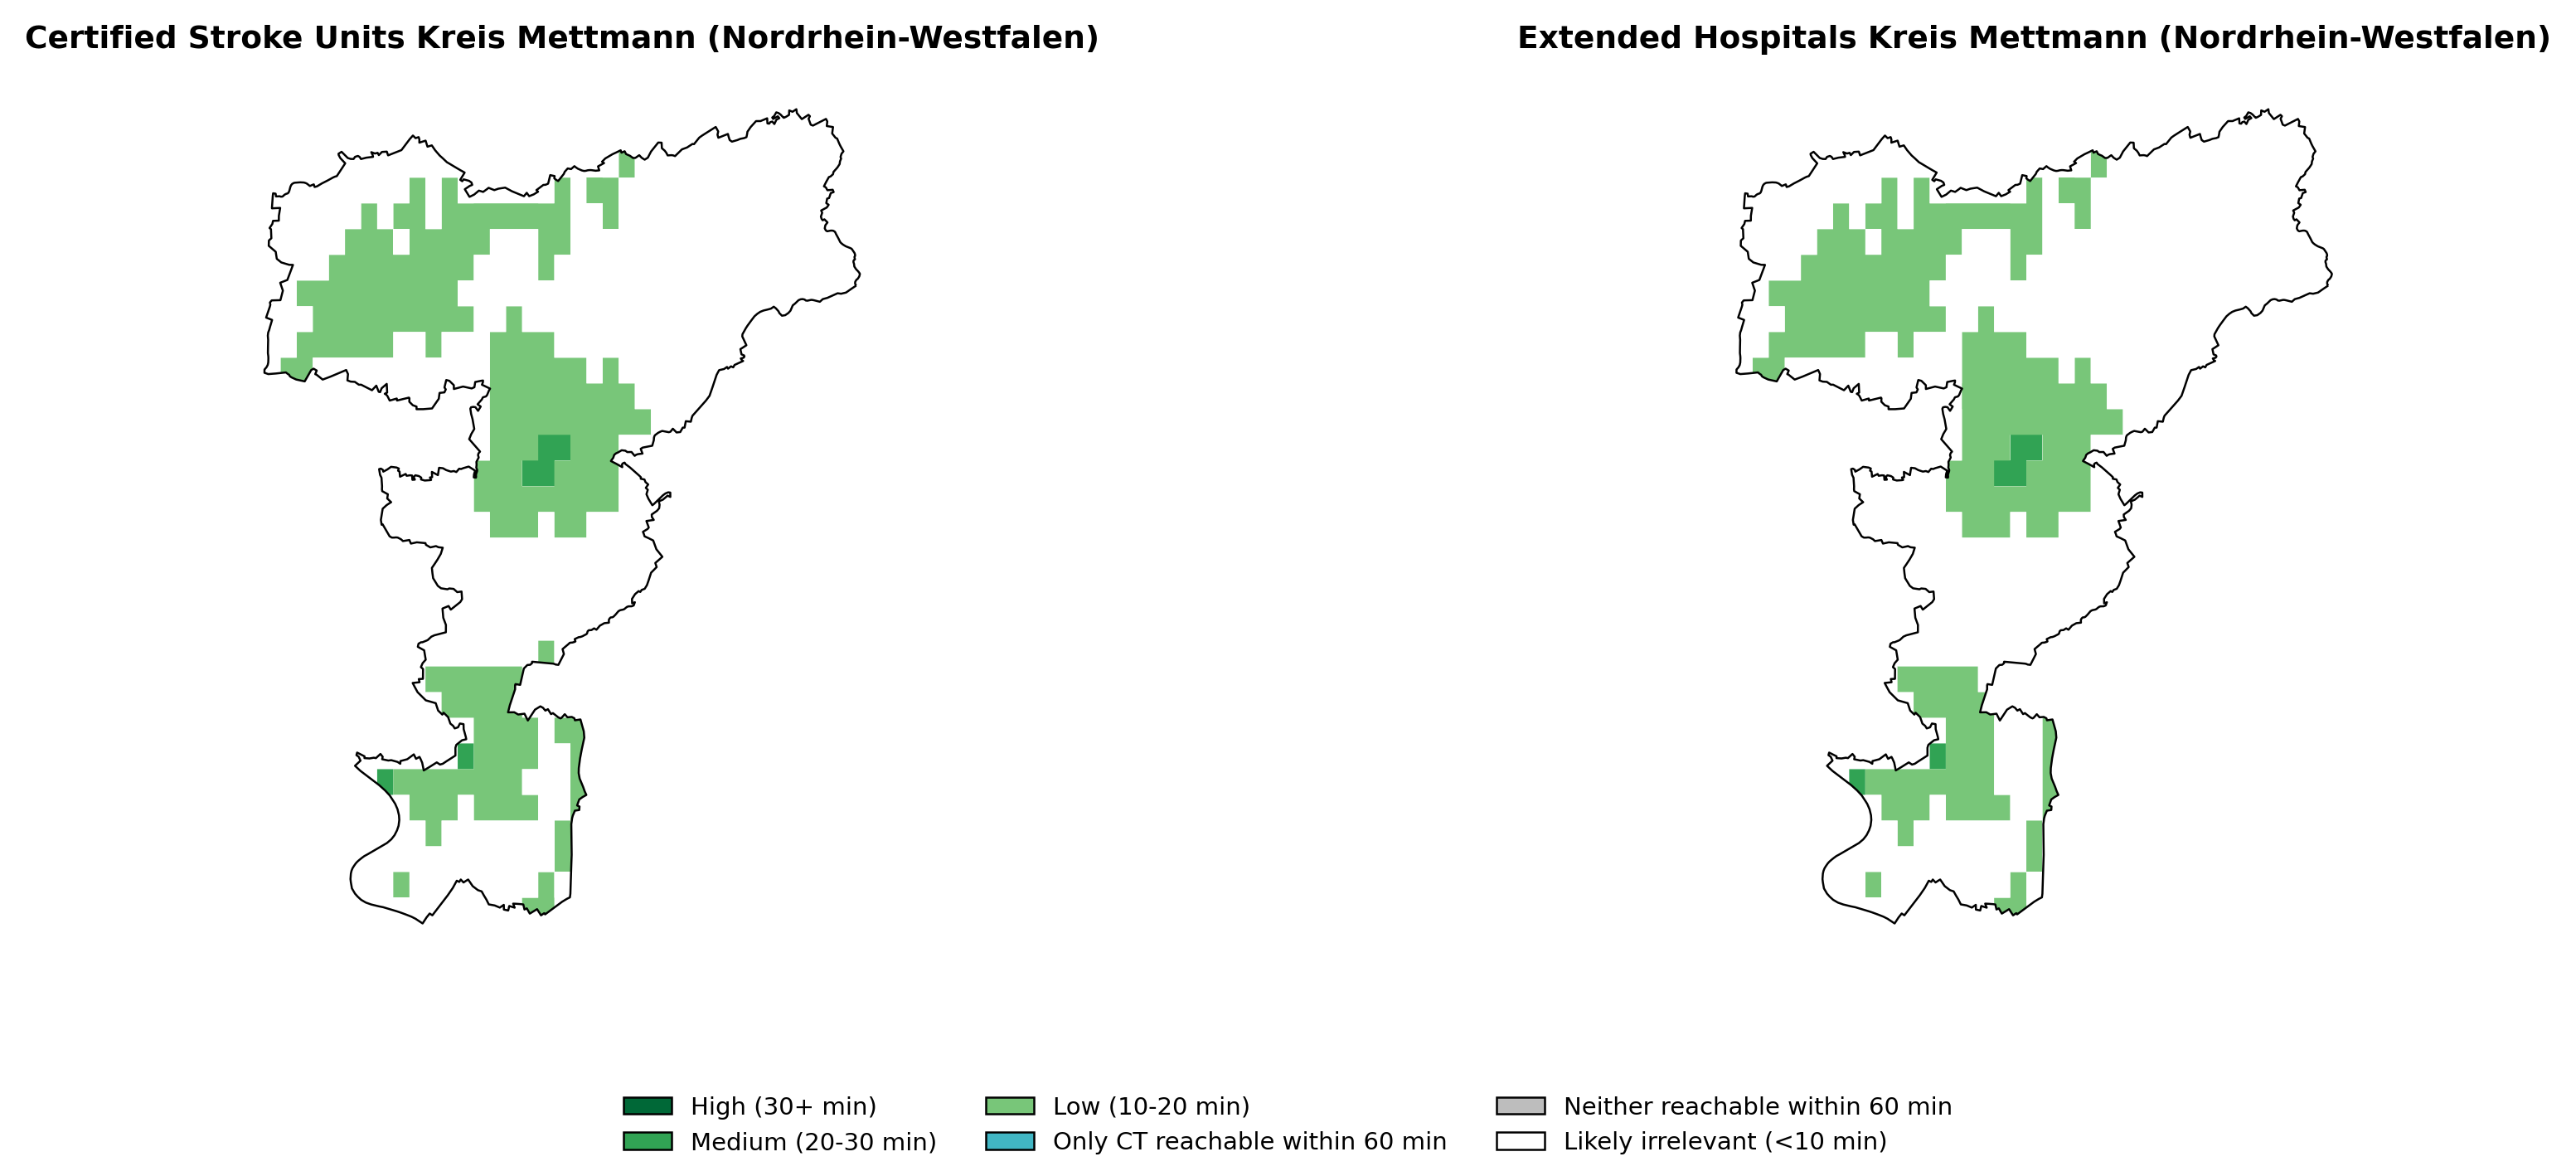 Certified Stroke Units Kreis Mettmann (Nordrhein-Westfalen)
Extended Hospitals Kreis Mettmann (Nordrhein-Westfalen)
High (30+ min)
Medium (20-30 min)
Low (10-20 min)
Only CT reachable within 60 min
Neither reachable within 60 min
Likely irrelevant (<10 min)